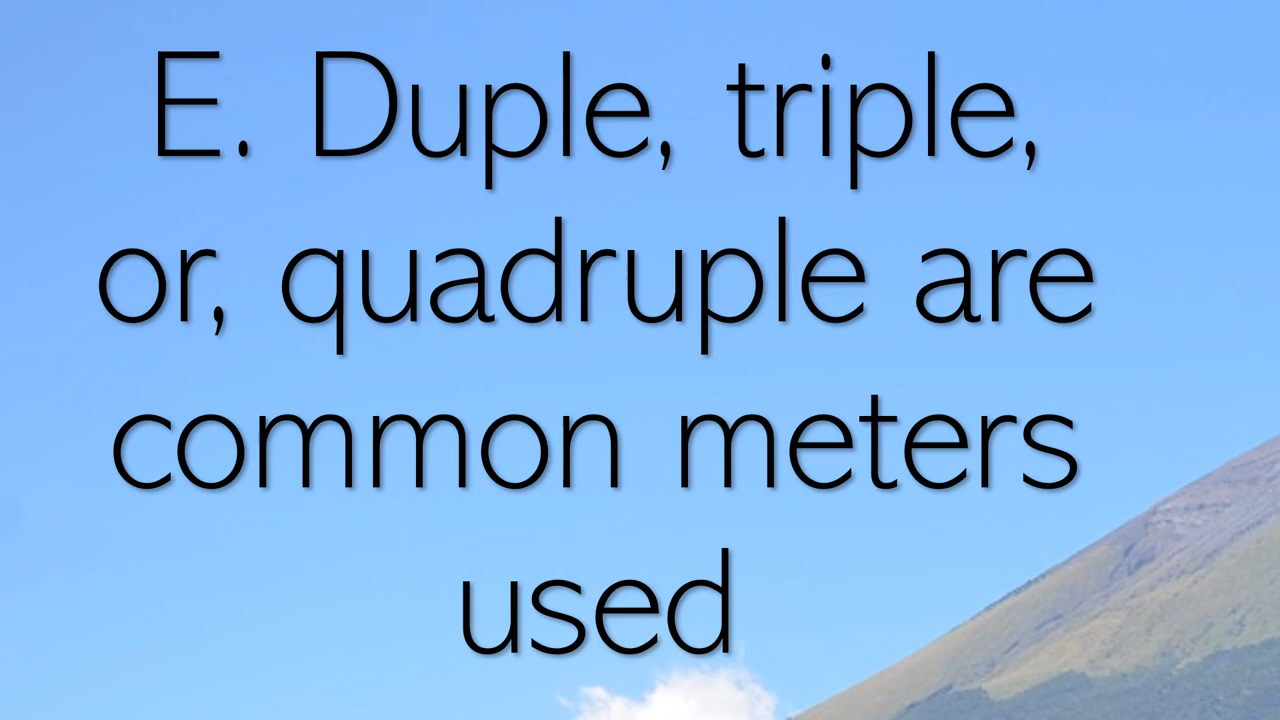 E. Duple, triple,
or, quadruple are
common meters
used